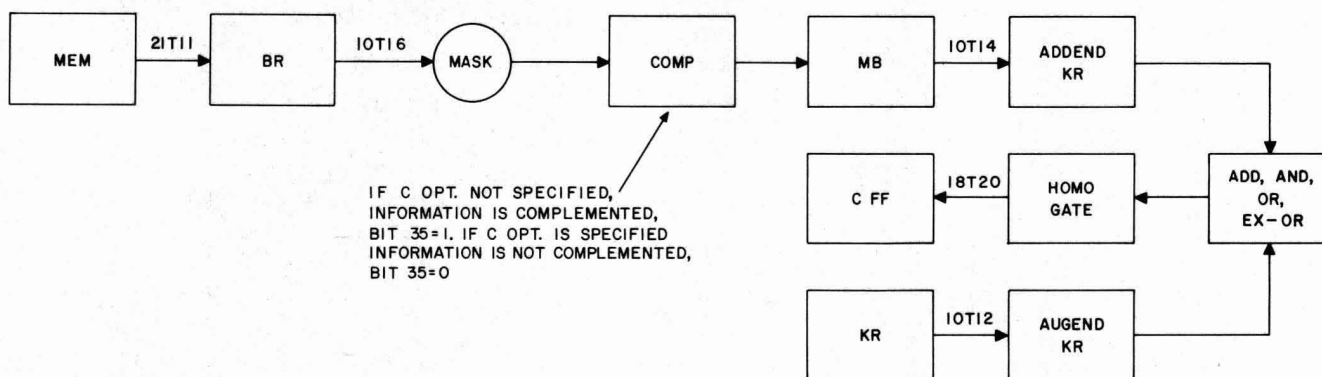 MEM
21T11
BR
10T16
MASK
COMP
MB
10T14
ADDEND
KR
IF C OPT. NOT SPECIFIED,
INFORMATION IS COMPLEMENTED,
BIT 35=1. IF C OPT. IS SPECIFIED
INFORMATION IS NOT COMPLEMENTED,
BIT 35=0
C FF
18T20
HOMO
GATE
ADD, AND,
OR,
EX-OR
KR
10T12
AUGEND
KR